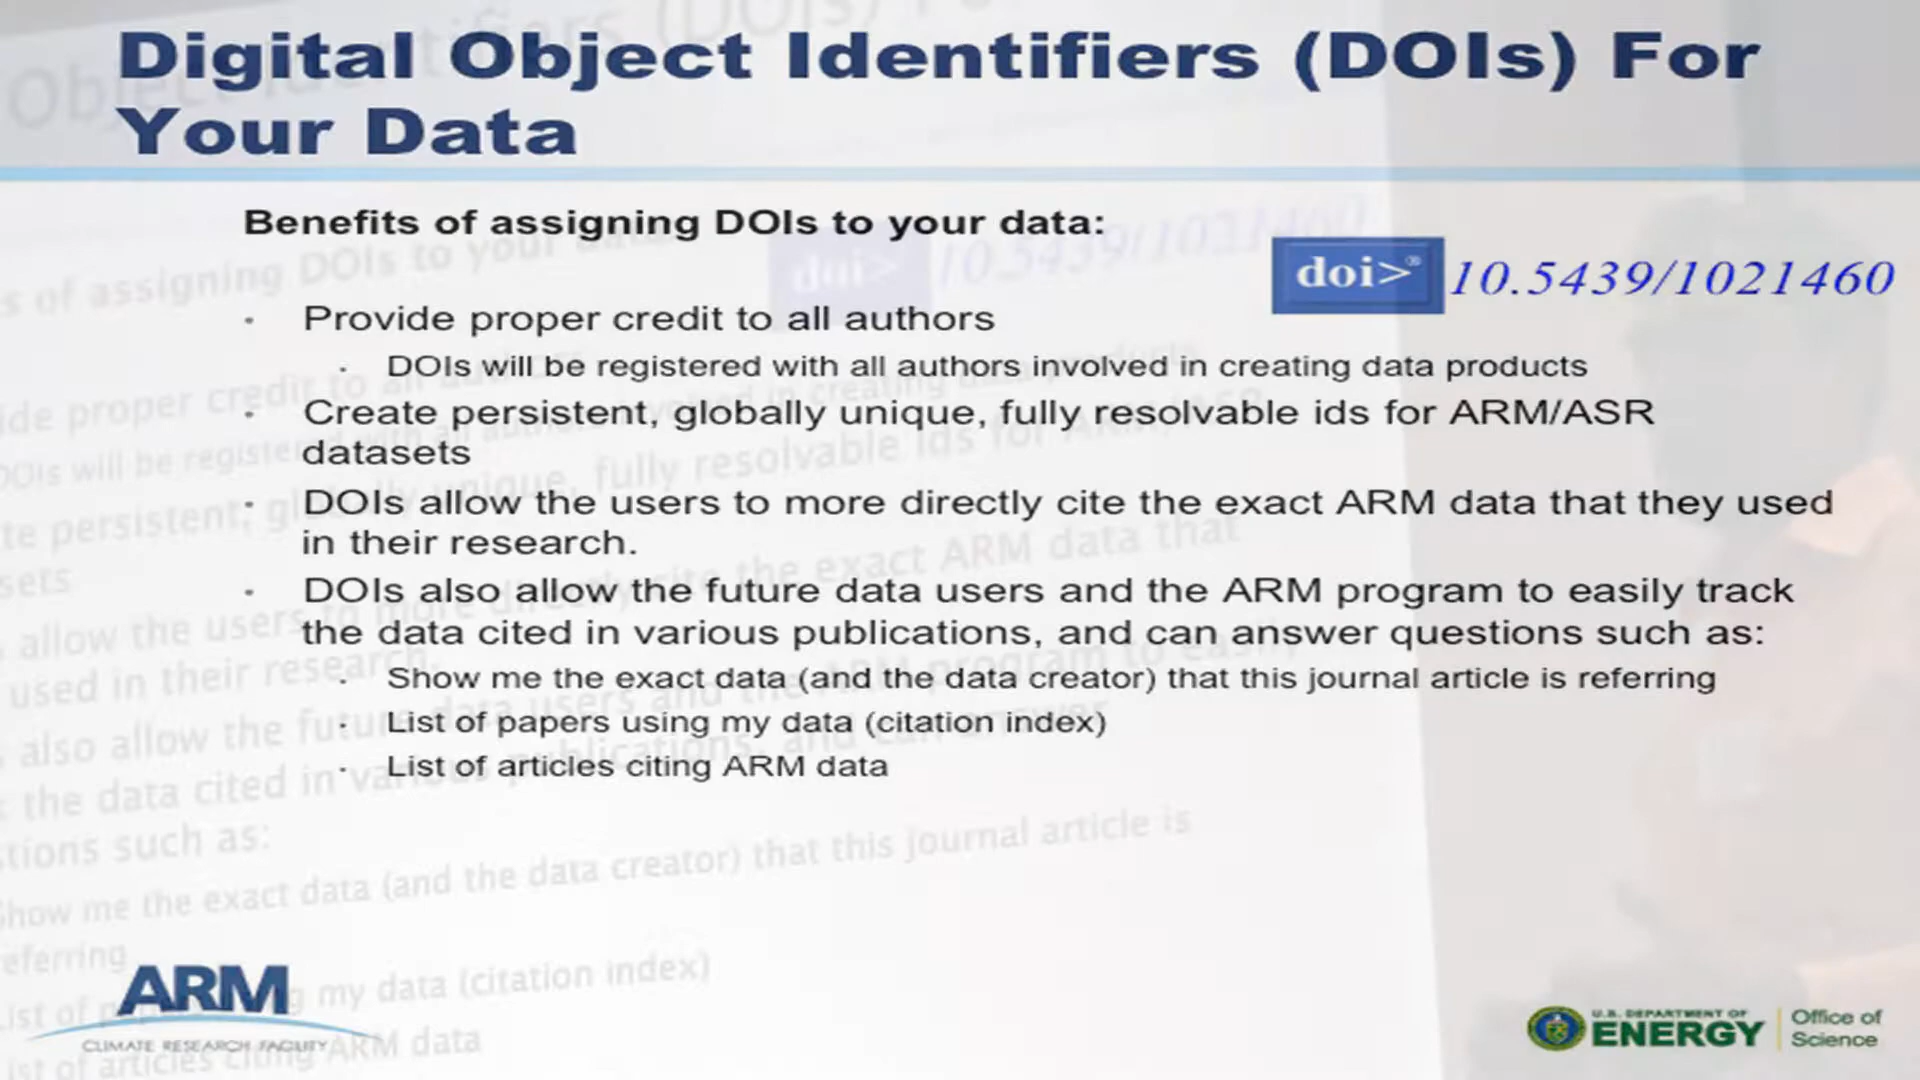 Digital Object Identifiers (DOIs) For
Your Data
Benefits of assigning DOIs to your data:
doi>® 10.5439/1021460
· Provide proper credit to all authors
· DOIs will be registered with all authors involved in creating data products
· Create persistent, globally unique, fully resolvable ids for ARM/ASR
datasets
· DOIs allow the users to more directly cite the exact ARM data that they used
in their research.
· DOIs also allow the future data users and the ARM program to easily track
the data cited in various publications, and can answer questions such as:
· Show me the exact data (and the data creator) that this journal article is referring
· List of papers using my data (citation index)
· List of articles citing ARM data
ARM
CLIMATE RESEARCH FACILITY
U.S. DEPARTMENT OF
ENERGY
Office of
Science